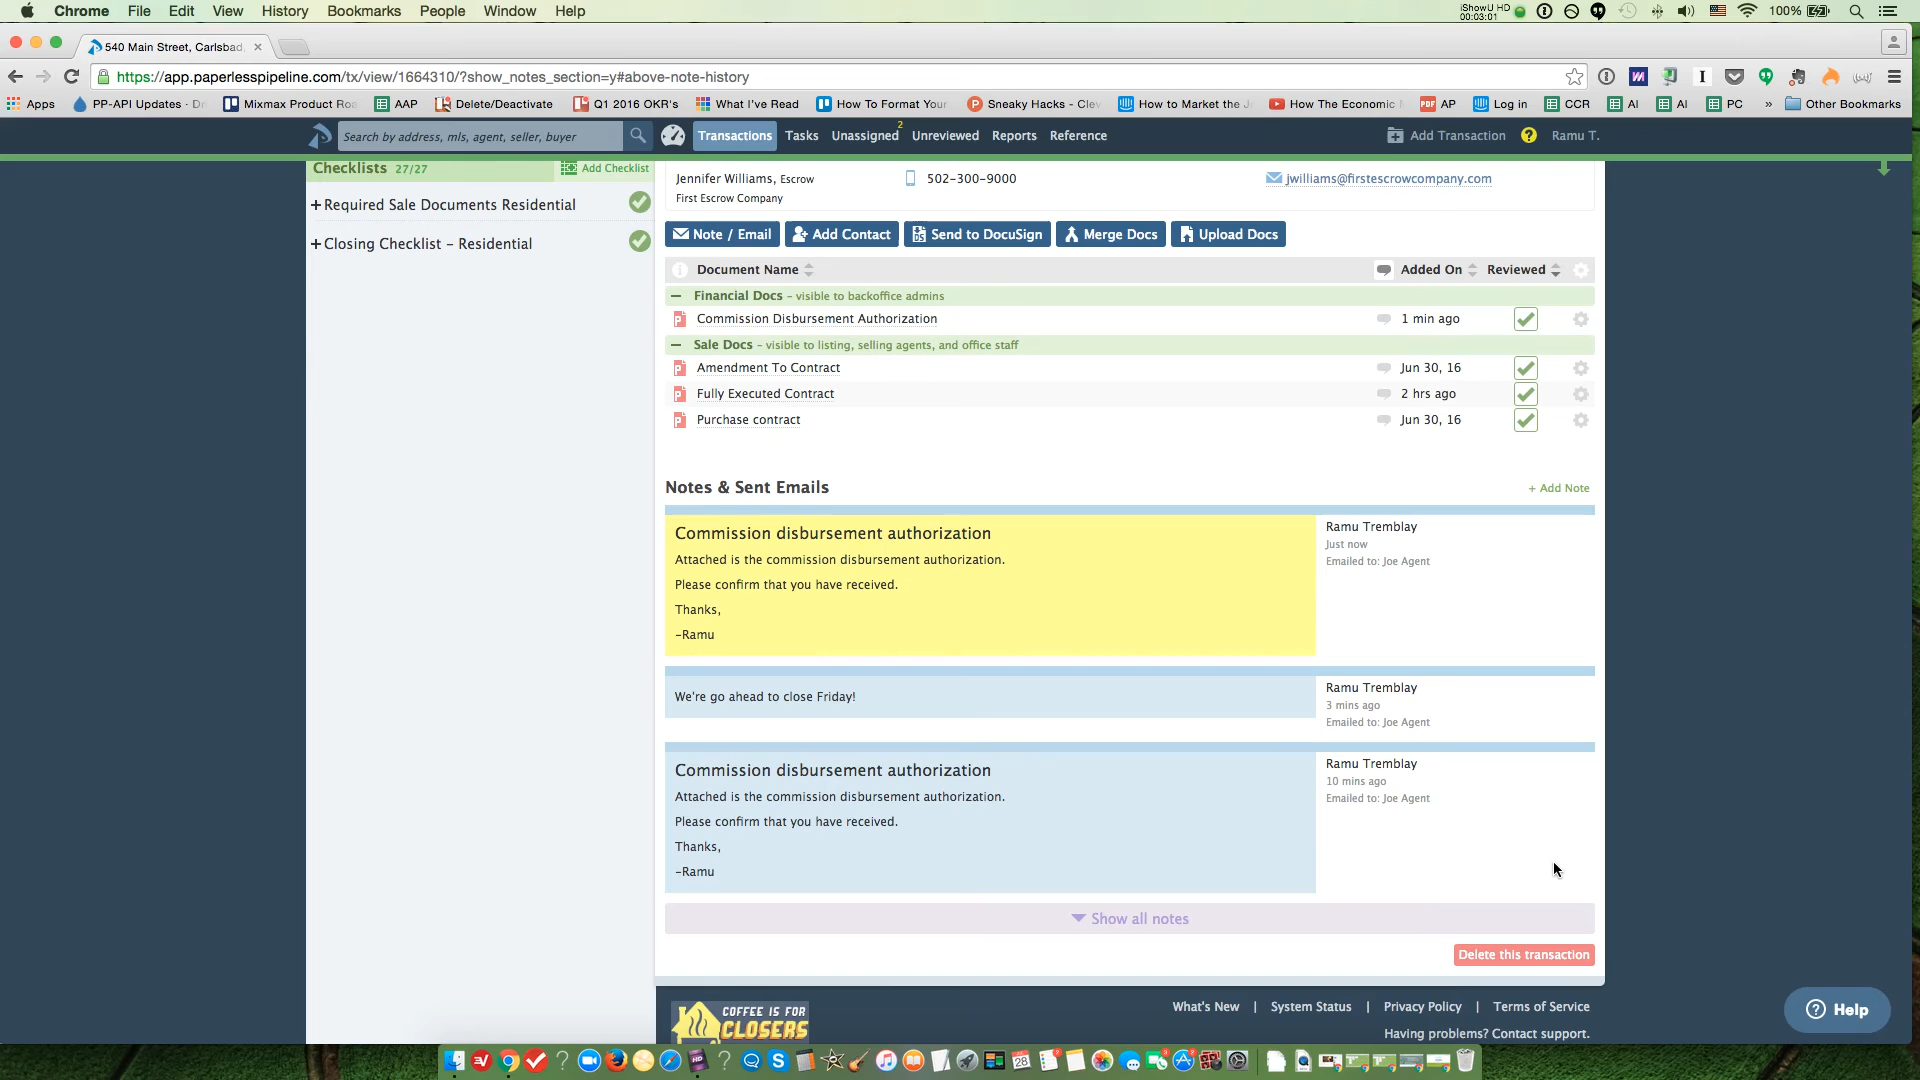 Chrome File Edit View History Bookmarks People Window Help
iShowU HD
00:03:01
100%
540 Main Street, Carlsbad,
https://app.paperlesspipeline.com/tx/view/1664310/?show_notes_section=y#above-note-history
Apps PP-API Updates - D Mixmax Product Roa AAP Delete/Deactivate Q1 2016 OKR's What I've Read How To Format Your Sneaky Hacks - Clev How to Market the J How The Economic AP Log in CCR AI AI PC » Other Bookmarks
Search by address, mls, agent, seller, buyer
Transactions Tasks Unassigned 2 Unreviewed Reports Reference Add Transaction ? Ramu T.
Checklists 27/27 Add Checklist
+ Required Sale Documents Residential
+ Closing Checklist – Residential
Jennifer Williams, Escrow 502-300-9000 jwilliams@firstescrowcompany.com
First Escrow Company
Note / Email Add Contact Send to DocuSign Merge Docs Upload Docs
Document Name Added On Reviewed
– Financial Docs – visible to backoffice admins
Commission Disbursement Authorization 1 min ago
– Sale Docs – visible to listing, selling agents, and office staff
Amendment To Contract Jun 30, 16
Fully Executed Contract 2 hrs ago
Purchase contract Jun 30, 16
Notes & Sent Emails + Add Note
Commission disbursement authorization
Attached is the commission disbursement authorization.
Please confirm that you have received.
Thanks,
–Ramu
Ramu Tremblay
Just now
Emailed to: Joe Agent
We're go ahead to close Friday!
Ramu Tremblay
3 mins ago
Emailed to: Joe Agent
Commission disbursement authorization
Attached is the commission disbursement authorization.
Please confirm that you have received.
Thanks,
–Ramu
Ramu Tremblay
10 mins ago
Emailed to: Joe Agent
Show all notes
Delete this transaction
COFFEE IS FOR
CLOSERS
What's New | System Status | Privacy Policy | Terms of Service
Having problems? Contact support.
? Help
28